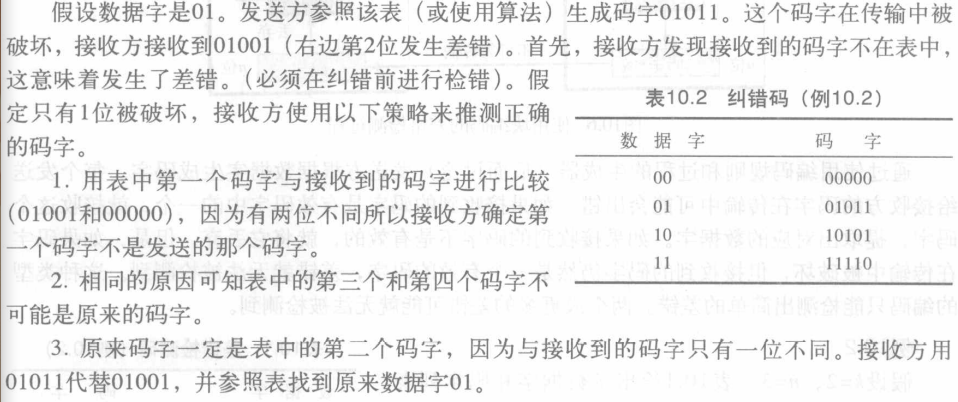 假设数据字是01。发送方参照该表（或使用算法）生成码字01011。这个码字在传输中被
破坏，接收方接收到01001（右边第2位发生差错）。首先，接收方发现接收到的码字不在表中，
这意味着发生了差错。（必须在纠错前进行检错）。假
定只有1位被破坏，接收方使用以下策略来推测正确
的码字。
1. 用表中第一个码字与接收到的码字进行比较
(01001和00000)，因为有两位不同所以接收方确定第
一个码字不是发送的那个码字。
2. 相同的原因可知表中的第三个和第四个码字不
可能是原来的码字。
表10.2 纠错码（例10.2）
数 据 字 码 字
00 00000
01 01011
10 10101
11 11110
3. 原来码字一定是表中的第二个码字，因为与接收到的码字只有一位不同。接收方用
01011代替01001，并参照表找到原来数据字01。